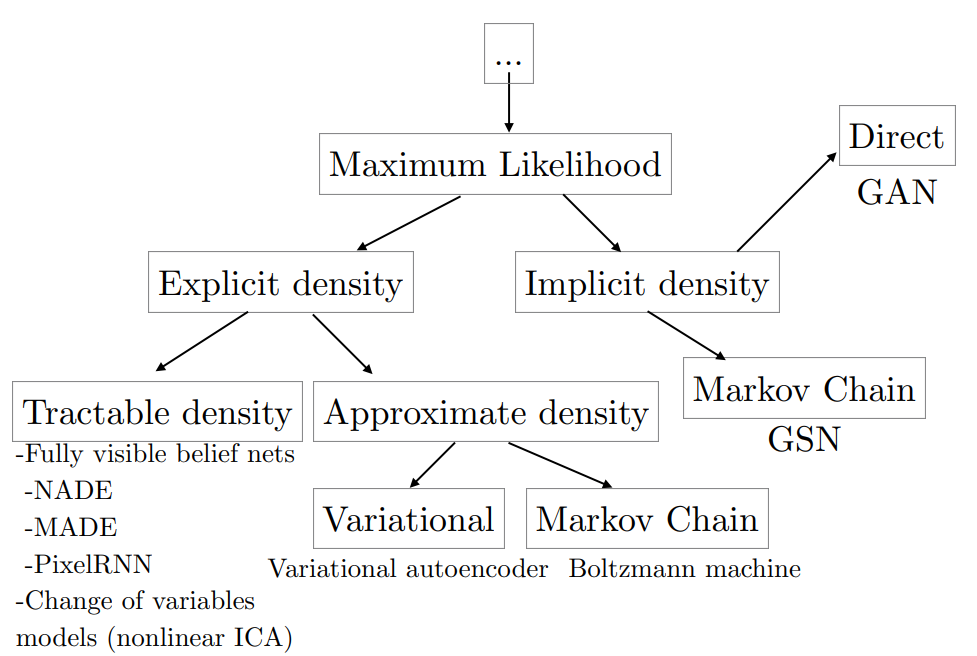 ...
Maximum Likelihood
Direct
GAN
Explicit density
Implicit density
Tractable density
Approximate density
Markov Chain
GSN
-Fully visible belief nets
-NADE
-MADE
-PixelRNN
-Change of variables
models (nonlinear ICA)
Variational
Markov Chain
Variational autoencoder
Boltzmann machine